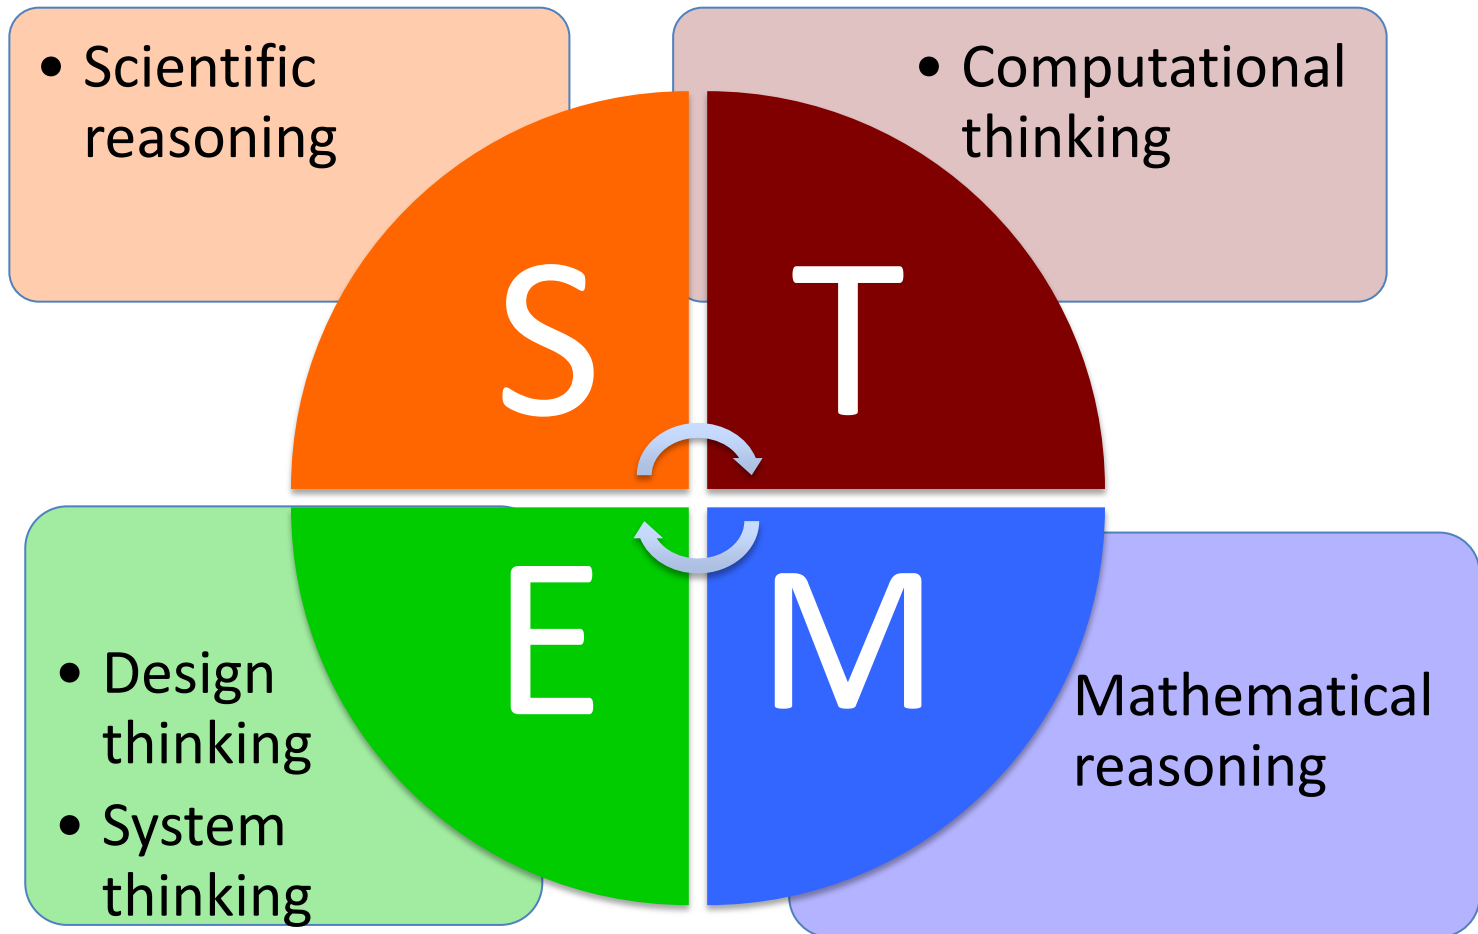 • Scientific
reasoning
• Computational
thinking
S
T
E
M
• Design
thinking
• System
thinking
Mathematical
reasoning